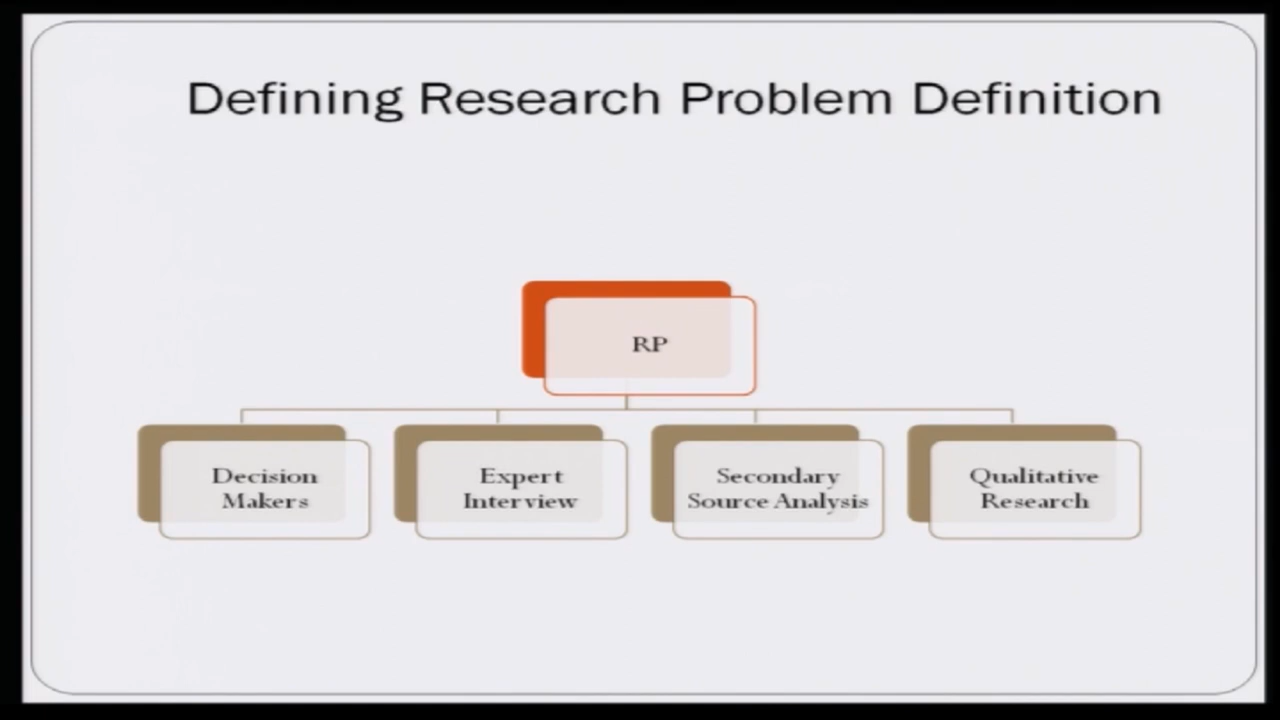 Defining Research Problem Definition
RP
Decision
Makers
Expert
Interview
Secondary
Source Analysis
Qualitative
Research